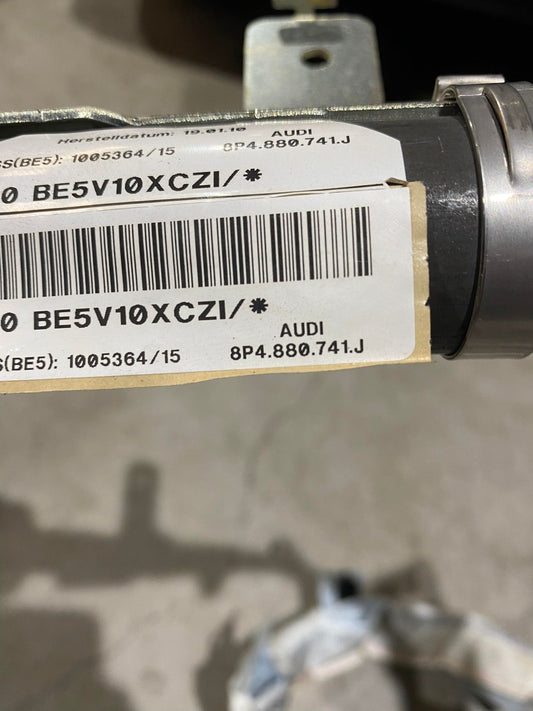 Herstelldatum: 19.01.10 AUDI
SS(BE5): 1005364/15 8P4.880.741.J
0 BE5V10XCZI/*
0 BE5V10XCZI/*
AUDI
S(BE5): 1005364/15 8P4.880.741.J